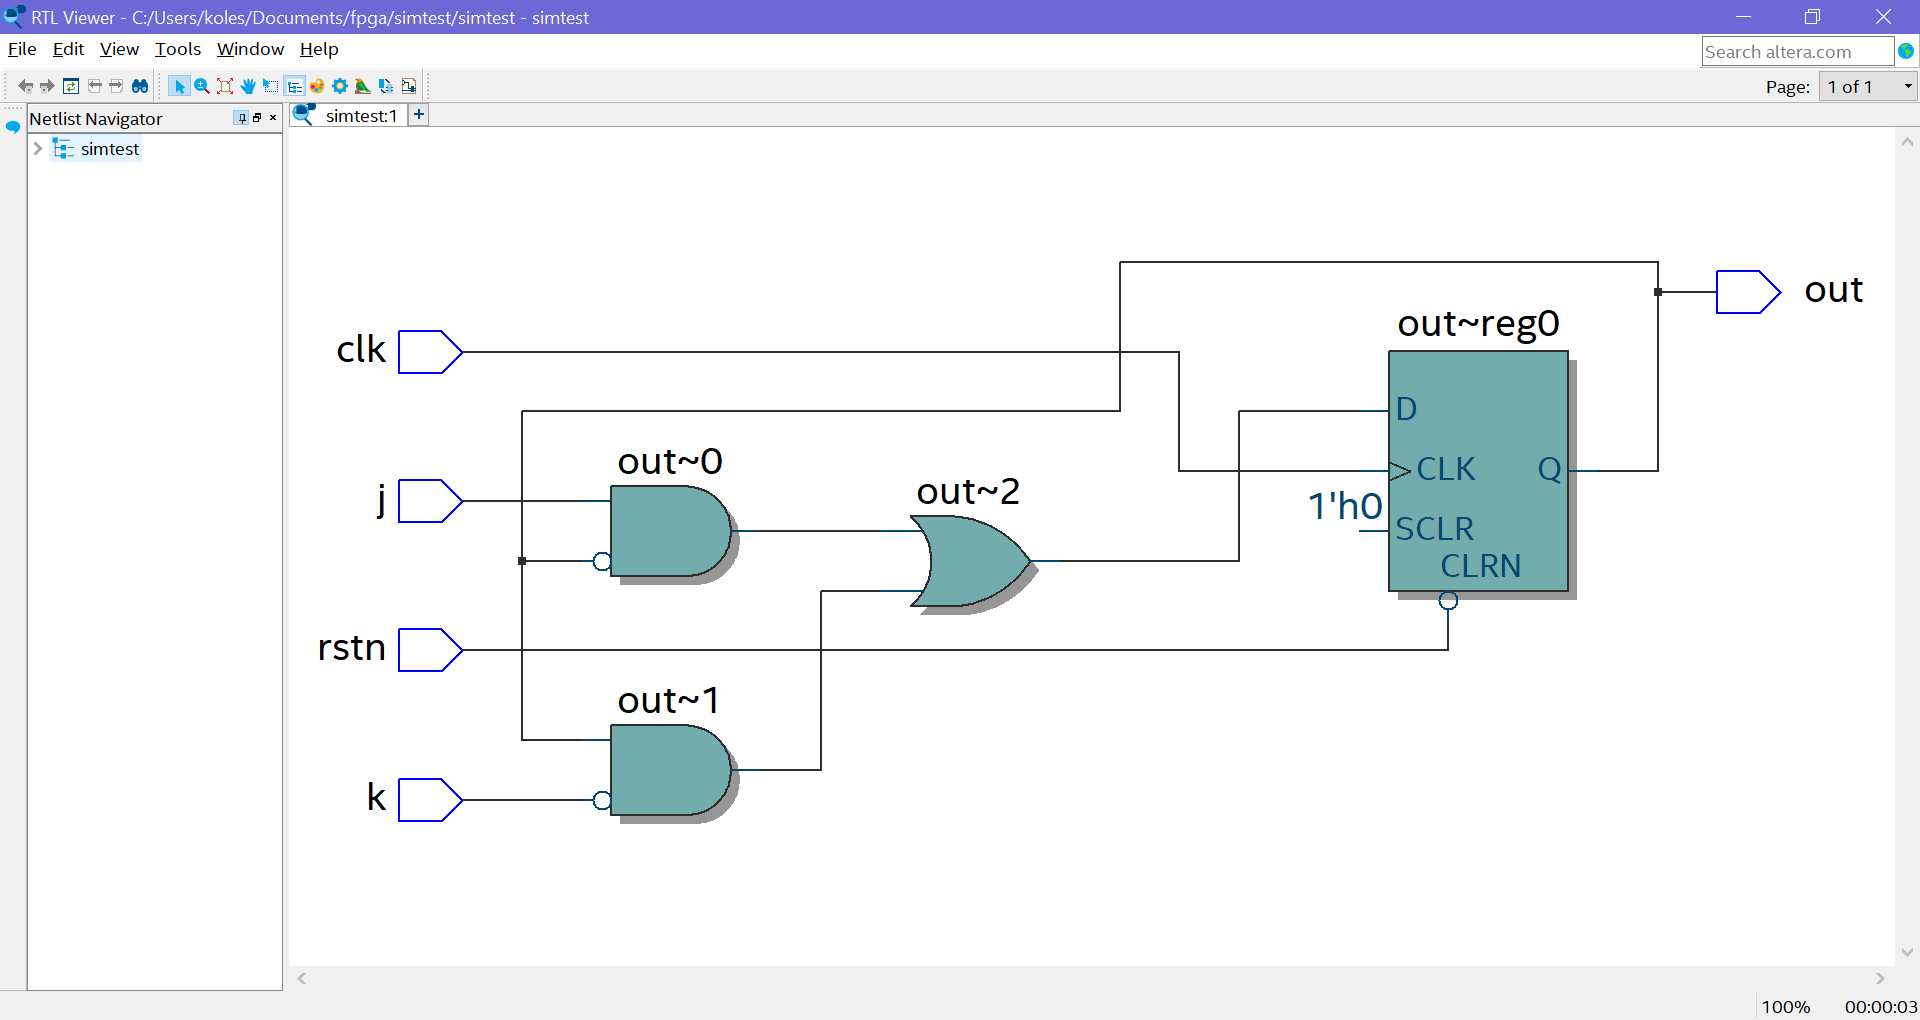 RTL Viewer - C:/Users/koles/Documents/fpga/simtest/simtest - simtest
File Edit View Tools Window Help
Search altera.com
Page: 1 of 1
Netlist Navigator
simtest:1
simtest
out
out~reg0
clk
D
out~0
CLK
Q
j
out~2
1'h0
SCLR
CLRN
rstn
out~1
k
100% 00:00:03